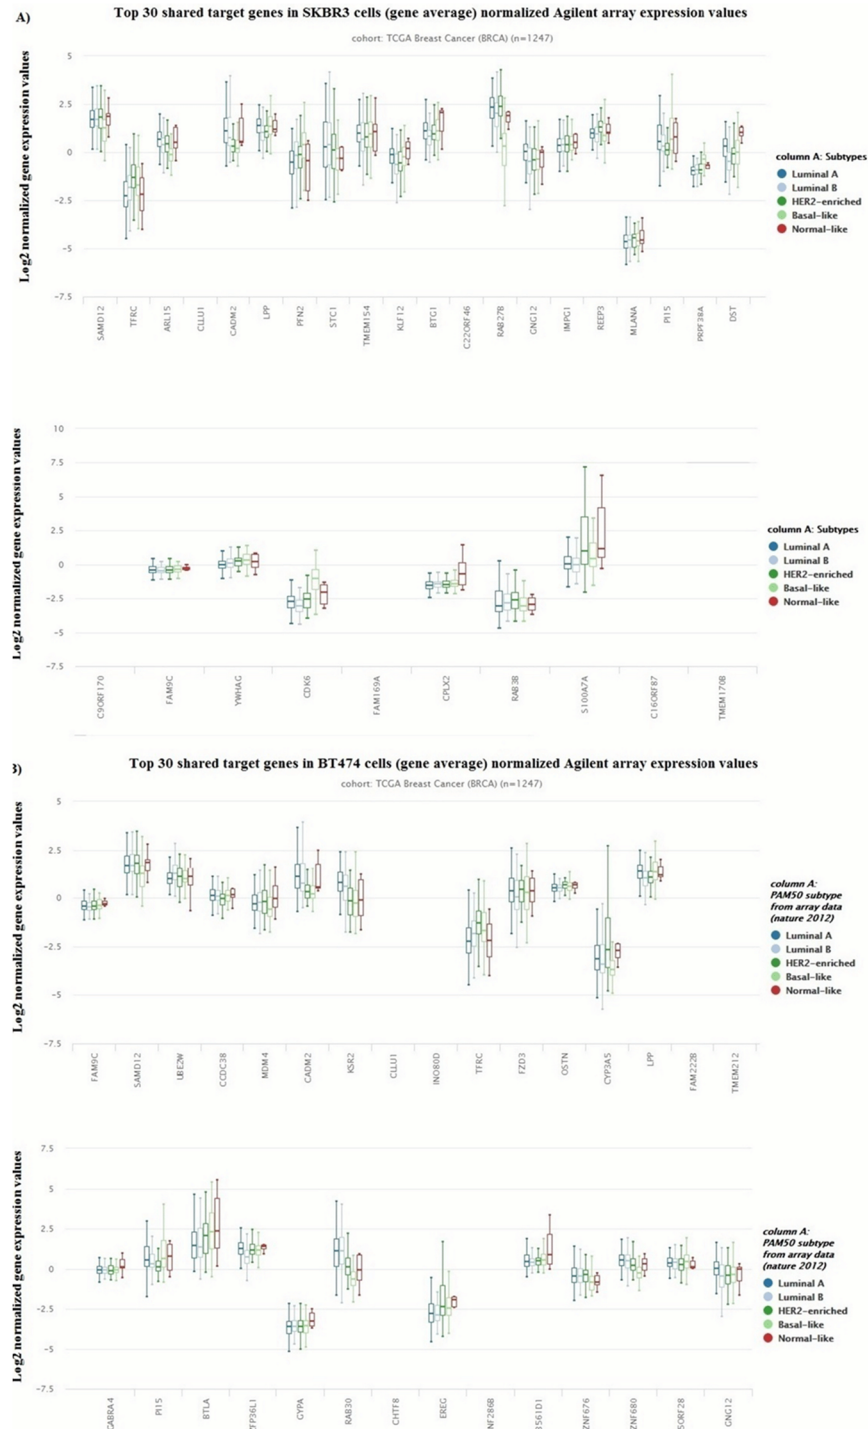 A)
Top 30 shared target genes in SKBR3 cells (gene average) normalized Agilent array expression values
cohort: TCGA Breast Cancer (BRCA) (n=1247)
Log2 normalized gene expression values
5
2.5
0
−2.5
−5
−7.5
SAMD12
TFRC
ARL15
CLLU1
CADM2
LPP
PFN2
STC1
TMEM154
KLF12
BTG1
C22ORF46
RAB27B
GNG12
IMPG1
REEP3
MLANA
PI15
PRPF38A
DST
column A: Subtypes
Luminal A
Luminal B
HER2−enriched
Basal−like
Normal−like
Log2 normalized gene expression values
10
7.5
5
2.5
0
−2.5
−5
−7.5
C9ORF170
FAM9C
YWHAG
CDK6
FAM169A
CPLX2
RAB3B
S100A7A
C16ORF87
TMEM170B
column A: Subtypes
Luminal A
Luminal B
HER2−enriched
Basal−like
Normal−like
3)
Top 30 shared target genes in BT474 cells (gene average) normalized Agilent array expression values
cohort: TCGA Breast Cancer (BRCA) (n=1247)
Log2 normalized gene expression values
5
2.5
0
−2.5
−5
−7.5
FAM9C
SAMD12
UBE2W
CCDC38
MDM4
CADM2
KSR2
CLLU1
INO80D
TFRC
FZD3
OSTN
CYP3A5
LPP
FAM222B
TMEM212
column A:
PAM50 subtype
from array data
(nature 2012)
Luminal A
Luminal B
HER2−enriched
Basal−like
Normal−like
Log2 normalized gene expression values
7.5
5
2.5
0
−2.5
−5
−7.5
GABRA4
PI15
BTLA
ZFP36L1
GYPA
RAB30
CHTF8
EREG
NF286B
1561D1
ZNF676
ZNF680
5ORF28
GNG12
column A:
PAM50 subtype
from array data
(nature 2012)
Luminal A
Luminal B
HER2−enriched
Basal−like
Normal−like